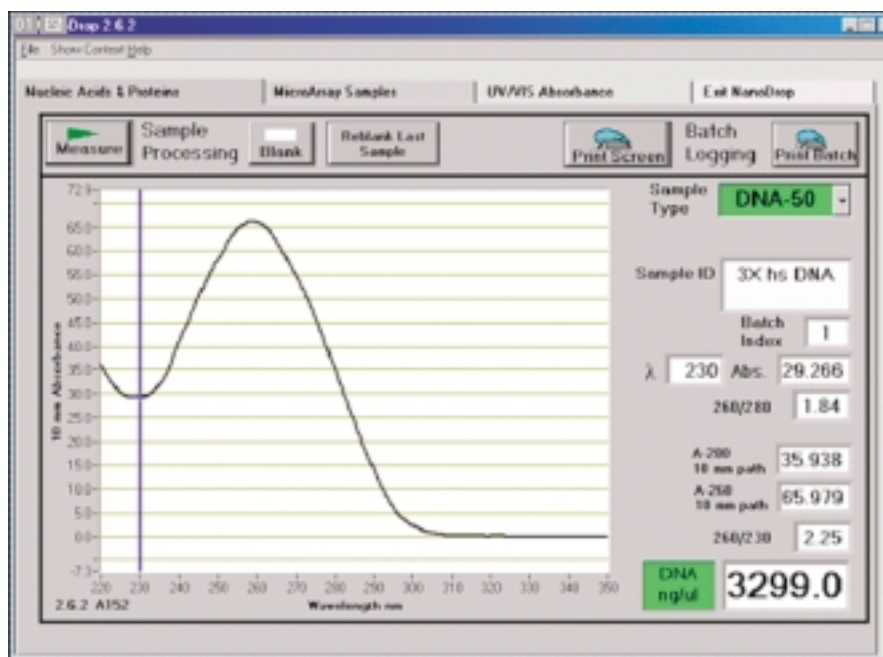 Drop 2.6.2
File Show Context Help
Nucleic Acids & Proteins MicroArray Samples UV/VIS Absorbance Exit NanoDrop
Measure Sample Processing Blank Reblank Last Sample Print Screen Batch Logging Print Batch
Sample Type DNA-50
Sample ID 3X hs DNA
Batch Index 1
λ 230 Abs. 29.266
260/280 1.84
A-280 10 mm path 35.938
A-260 10 mm path 65.979
260/230 2.25
DNA ng/ul 3299.0
10 mm Absorbance
72.9
65.0
60.0
55.0
50.0
45.0
40.0
35.0
30.0
25.0
20.0
15.0
10.0
5.0
0.0
-7.3
220 230 240 250 260 270 280 290 300 310 320 330 340 350
2.6.2 A152 Wavelength nm